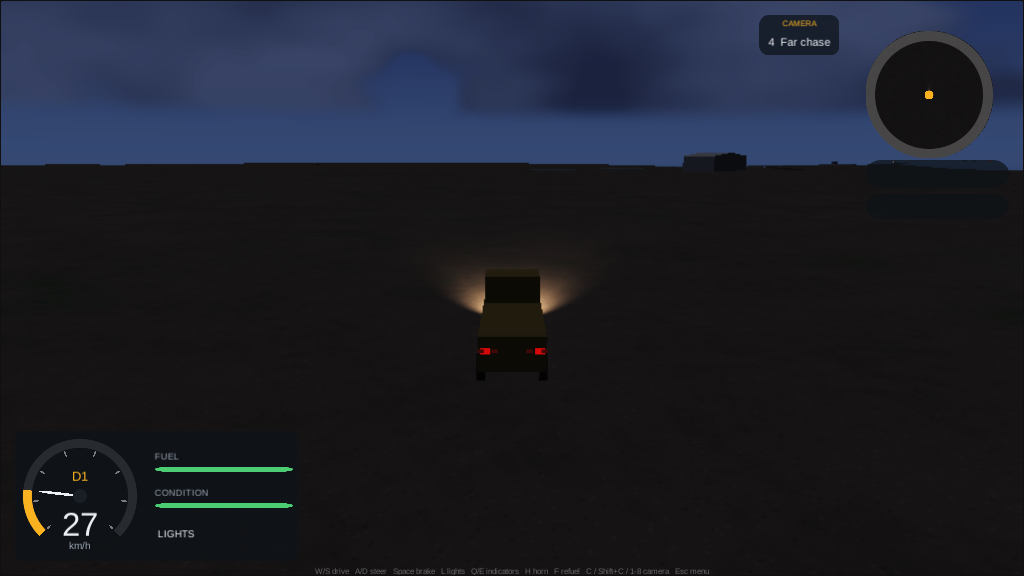 CAMERA
4 Far chase
D1
27
km/h
FUEL
CONDITION
LIGHTS
W/S drive A/D steer Space brake L lights Q/E indicators H horn F refuel C / Shift+C / 1-8 camera Esc menu